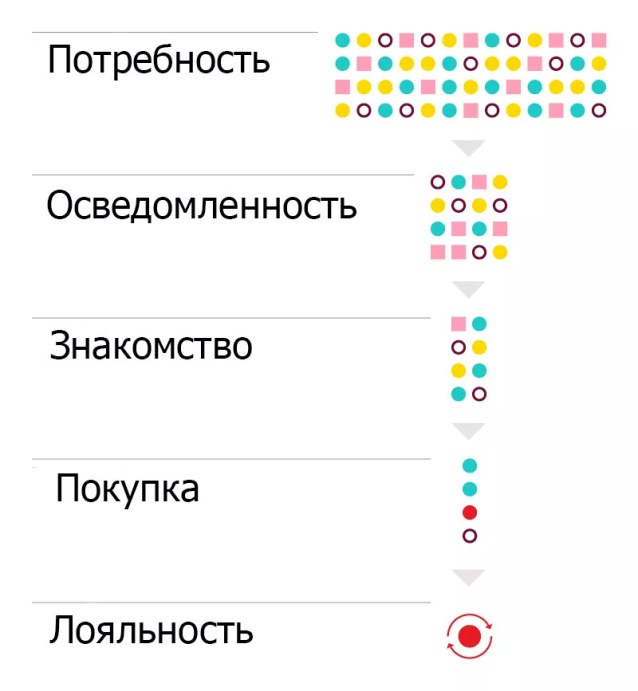 Потребность
Осведомленность
Знакомство
Покупка
Лояльность